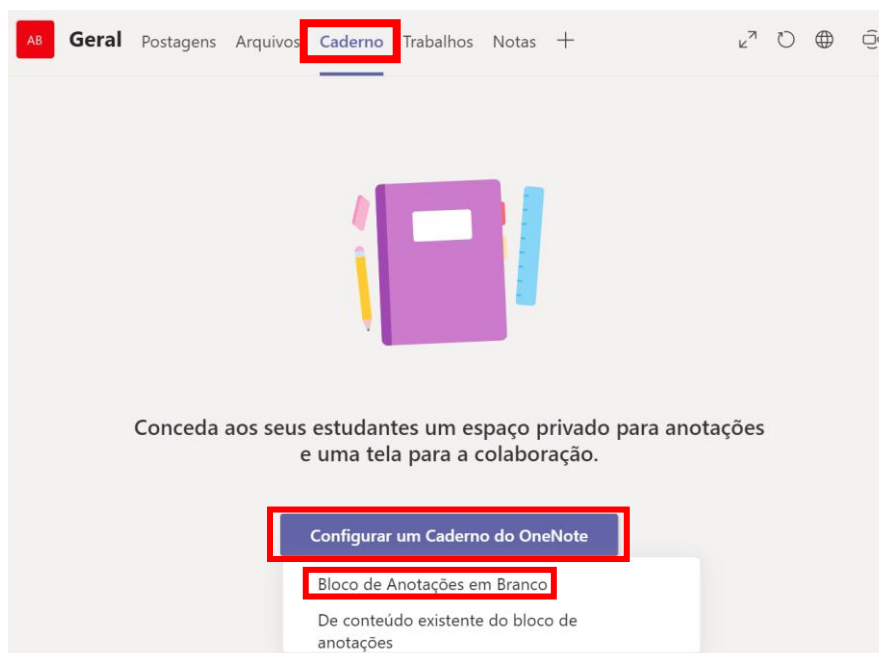 AB Geral Postagens Arquivos Caderno Trabalhos Notas
Conceda aos seus estudantes um espaço privado para anotações
e uma tela para a colaboração.
Configurar um Caderno do OneNote
Bloco de Anotações em Branco
De conteúdo existente do bloco de
anotações